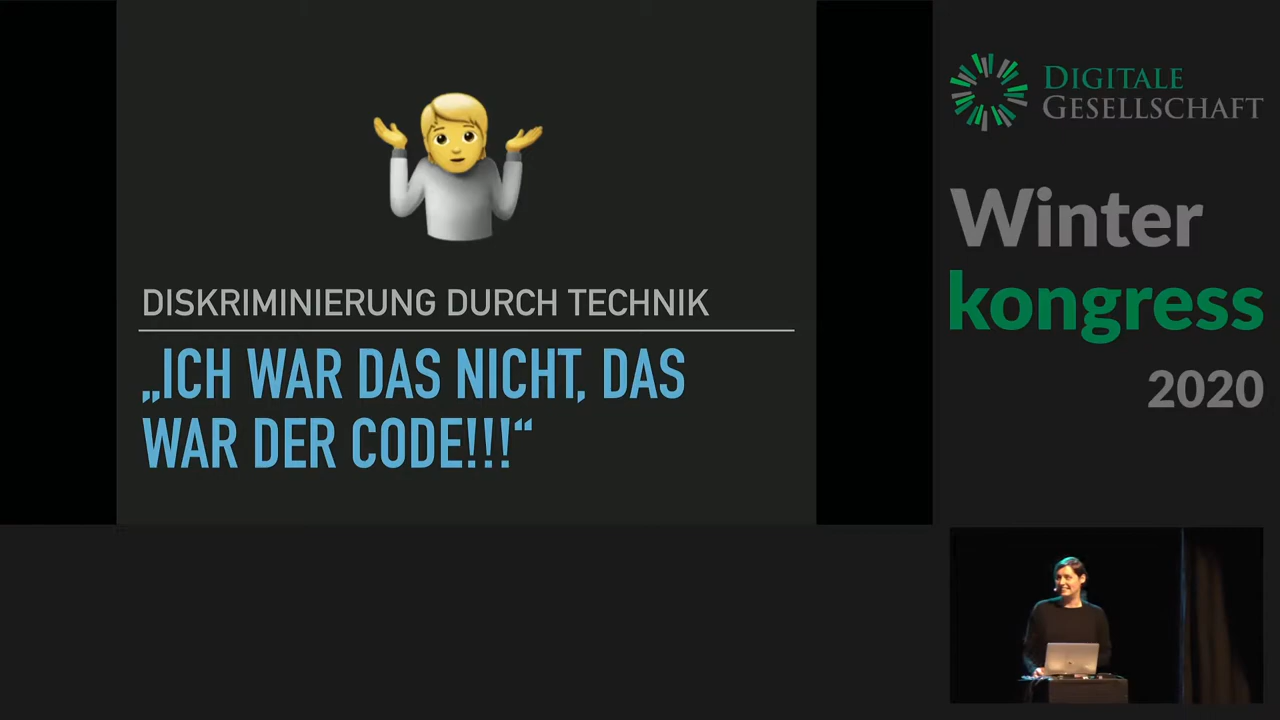 DISKRIMINIERUNG DURCH TECHNIK
„ICH WAR DAS NICHT, DAS
WAR DER CODE!!!“
DIGITALE
GESELLSCHAFT
Winter
kongress
2020